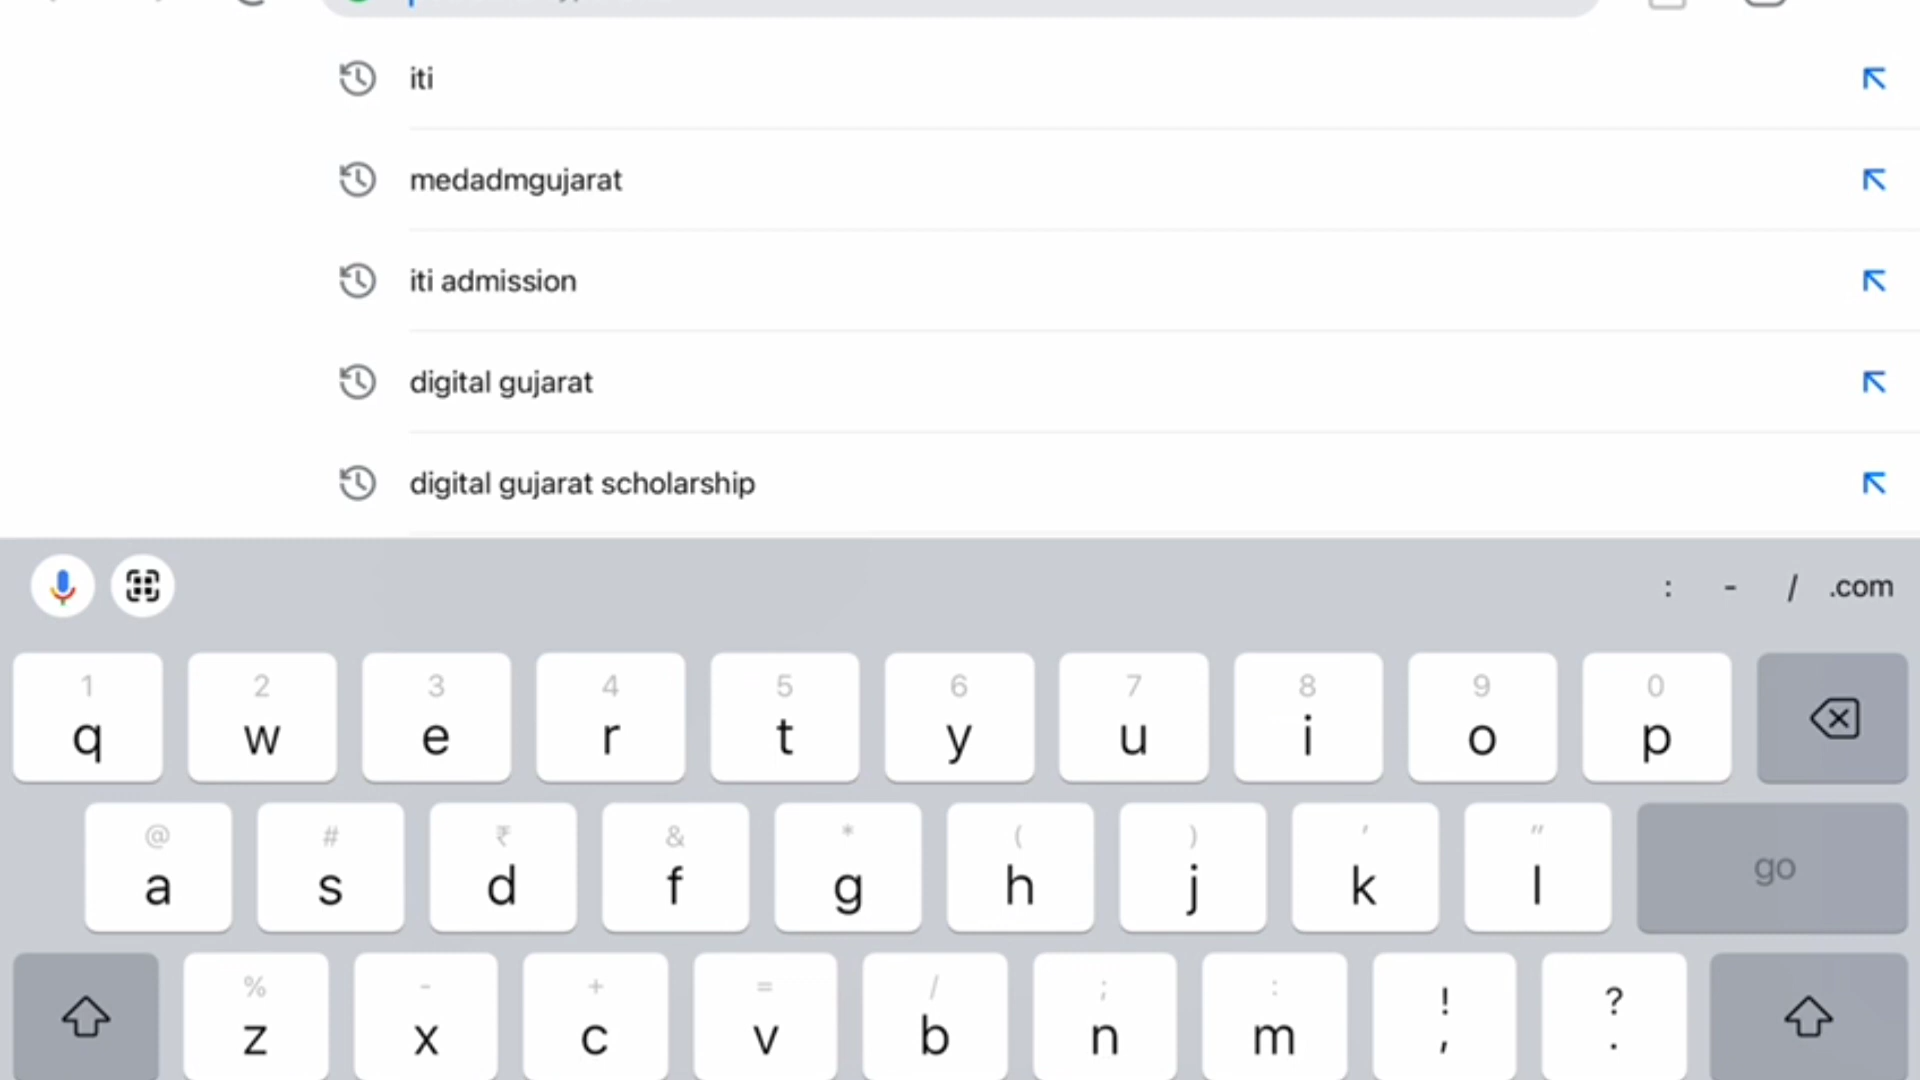 iti
medadmgujarat
iti admission
digital gujarat
digital gujarat scholarship
: - / .com
1 2 3 4 5 6 7 8 9 0
q w e r t y u i o p
@ # ₹ & * ( ) ′ ″
a s d f g h j k l go
% - + = / ; : ! ?
z x c v b n m , .